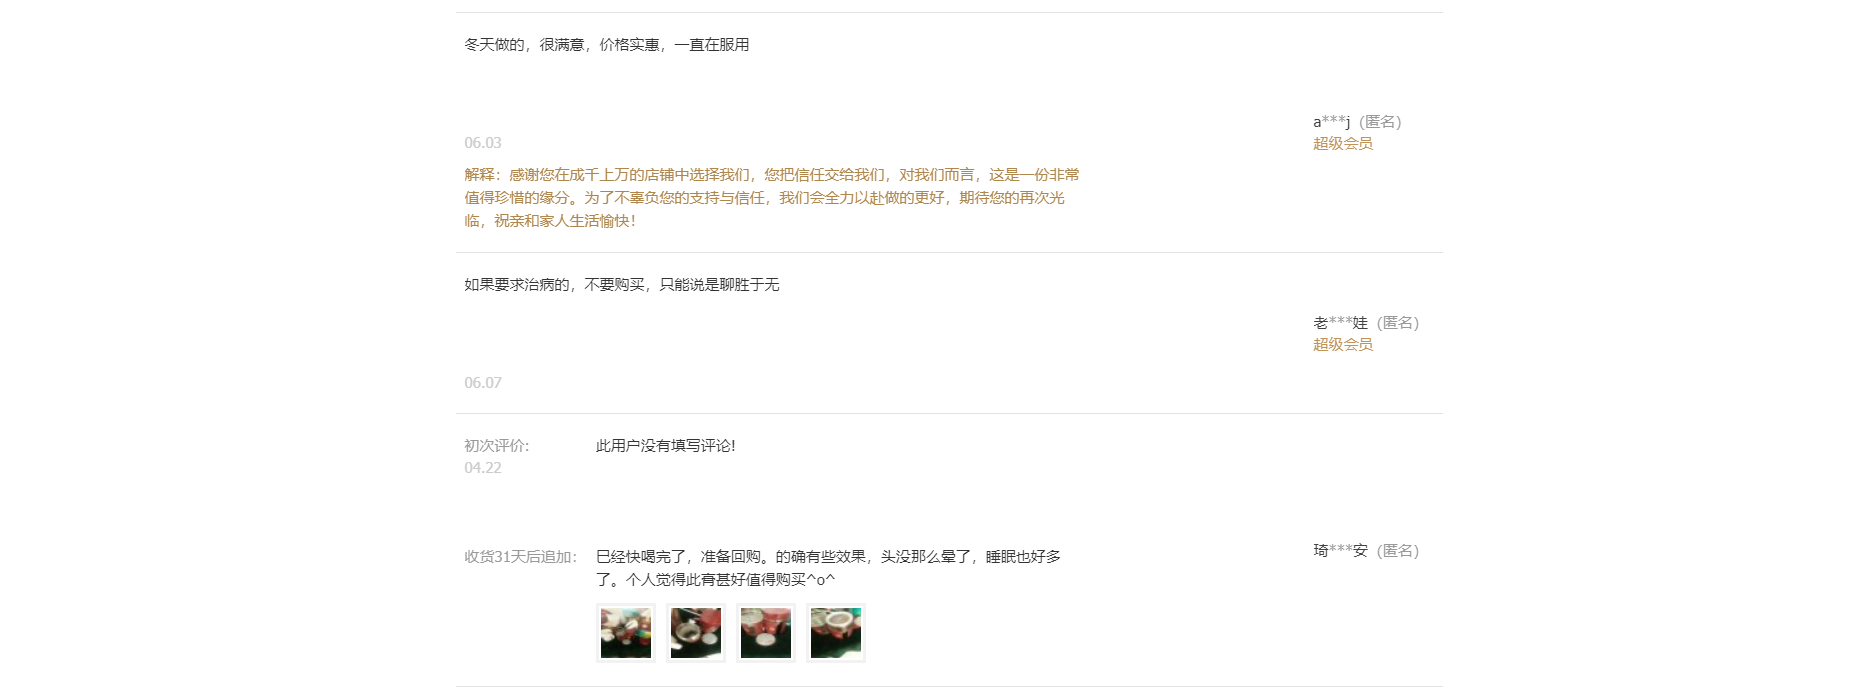 冬天做的，很满意，价格实惠，一直在服用
a***j（匿名）
06.03
超级会员
解释：感谢您在成千上万的店铺中选择我们，您把信任交给我们，对我们而言，这是一份非常
值得珍惜的缘分。为了不辜负您的支持与信任，我们会全力以赴做的更好，期待您的再次光
临，祝亲和家人生活愉快！
如果要求治病的，不要购买，只能说是聊胜于无
老***娃（匿名）
超级会员
06.07
初次评价：
此用户没有填写评论!
04.22
收货31天后追加：
巳经快喝完了，准备回购。的确有些效果，头没那么晕了，睡眠也好多
了。个人觉得此膏甚好值得购买^o^
琦***安（匿名）